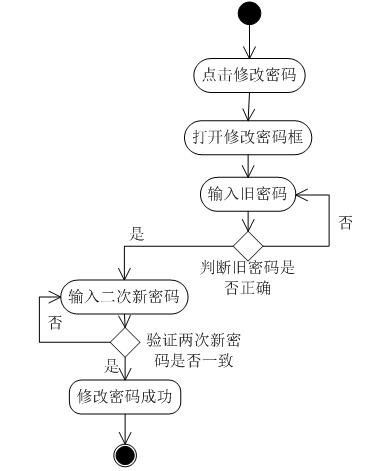 点击修改密码
打开修改密码框
输入旧密码
否
是
判断旧密码是
否正确
输入二次新密码
否
验证两次新密
码是否一致
是
修改密码成功